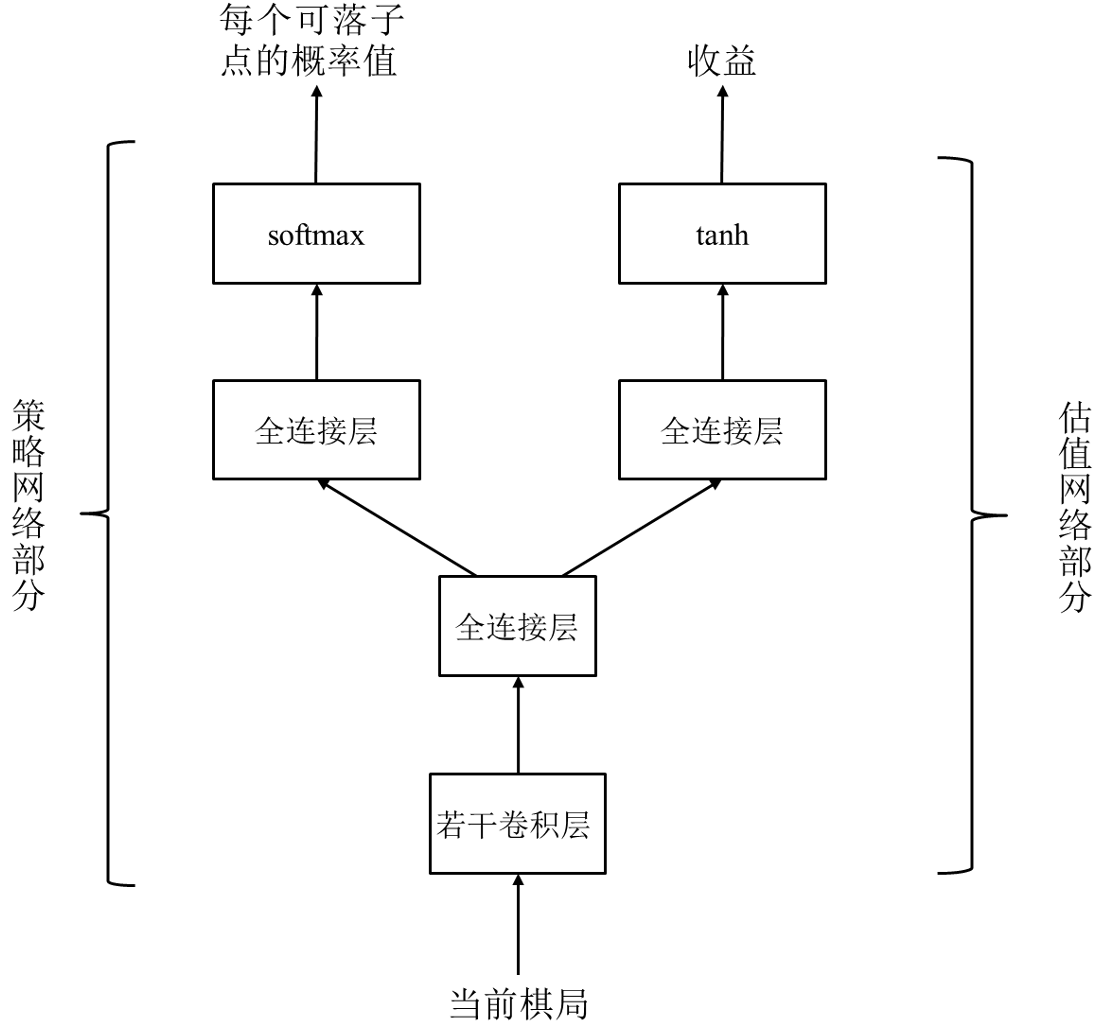 每个可落子
点的概率值
收益
softmax
tanh
全连接层
全连接层
策略网络部分
估值网络部分
全连接层
若干卷积层
当前棋局